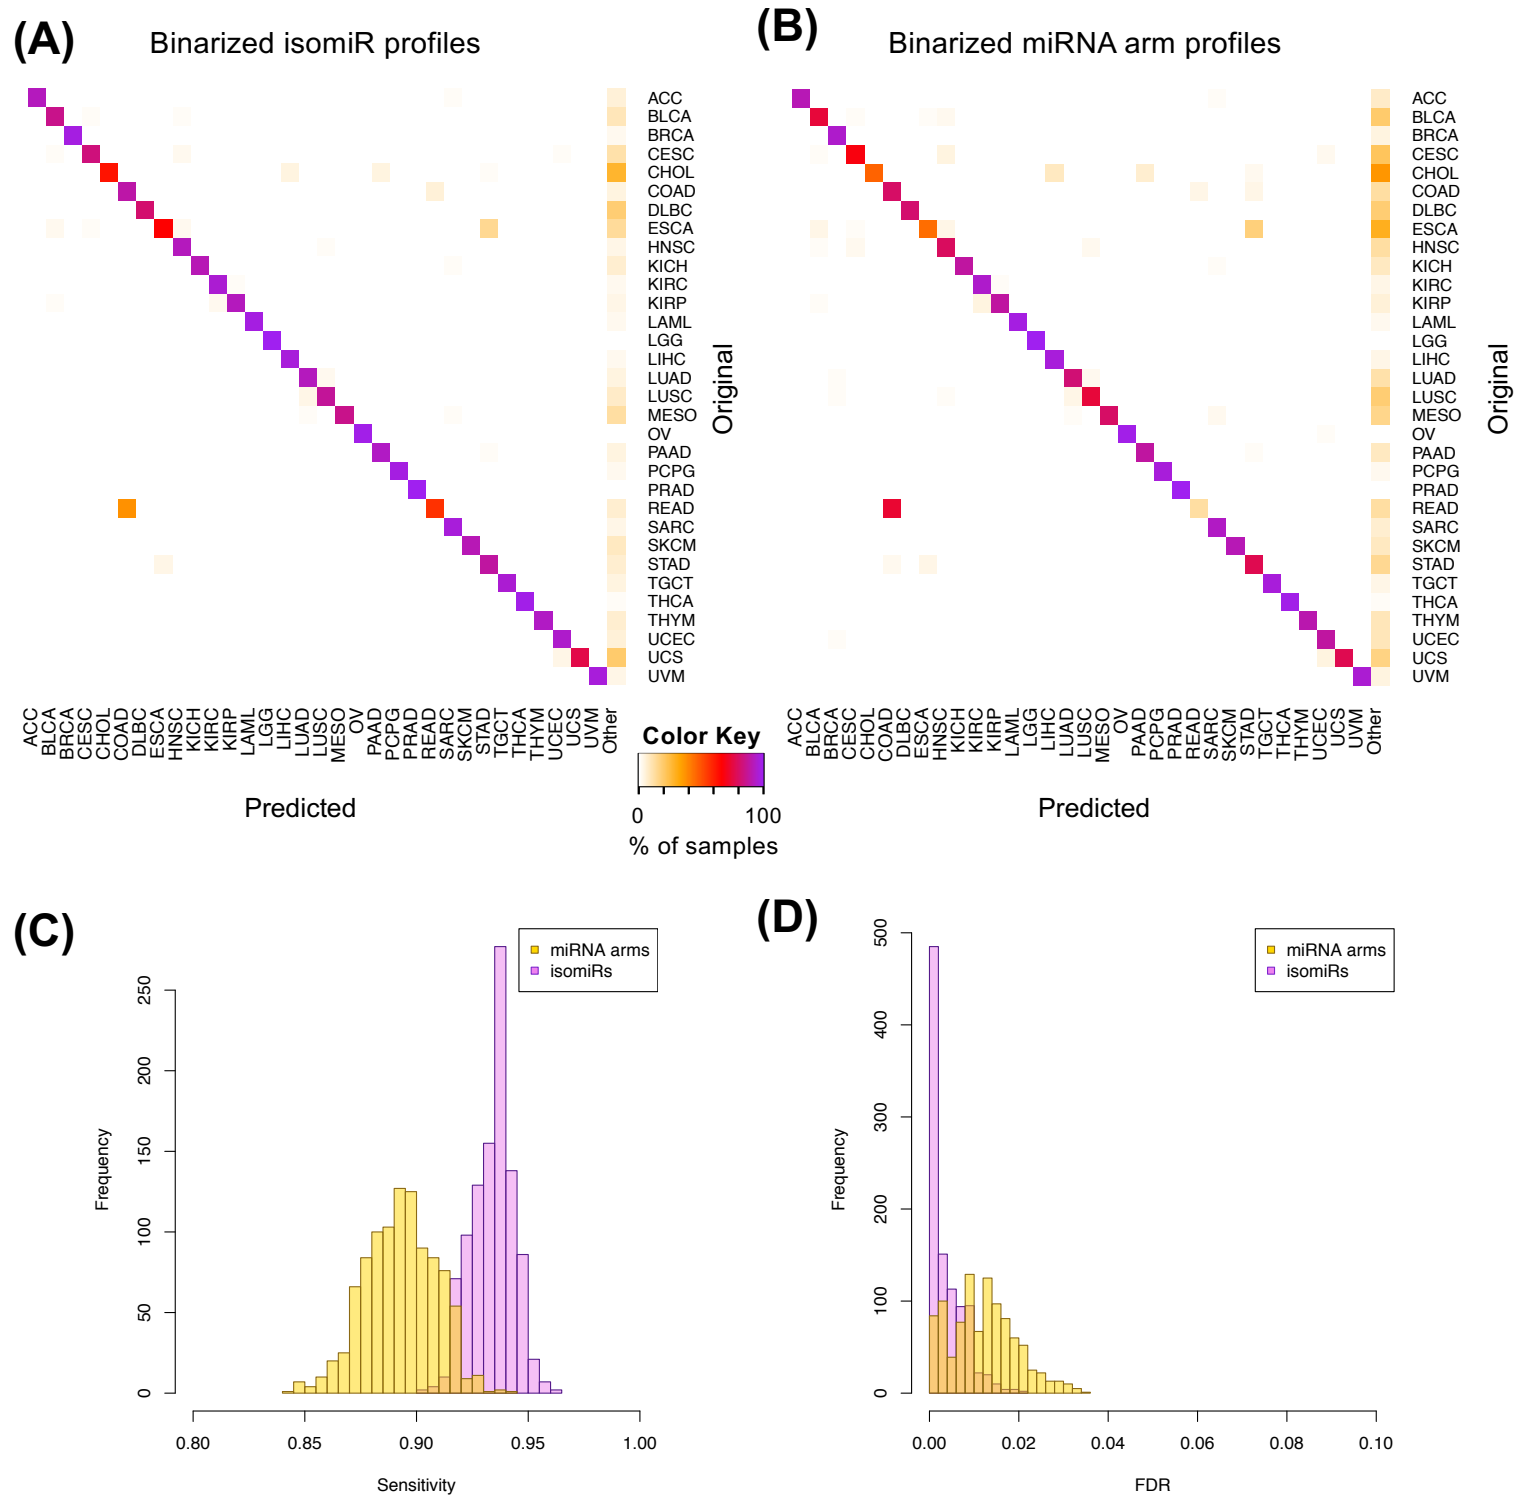 (A)
Binarized isomiR profiles
ACC
BLCA
BRCA
CESC
CHOL
COAD
DLBC
ESCA
HNSC
KICH
KIRC
KIRP
LAML
LGG
LIHC
LUAD
LUSC
MESO
OV
PAAD
PCPG
PRAD
READ
SARC
SKCM
STAD
TGCT
THCA
THYM
UCEC
UCS
UVM
Original
ACC
BLCA
BRCA
CESC
CHOL
COAD
DLBC
ESCA
HNSC
KICH
KIRC
KIRP
LAML
LGG
LIHC
LUAD
LUSC
MESO
OV
PAAD
PCPG
PRAD
READ
SARC
SKCM
STAD
TGCT
THCA
THYM
UCEC
UCS
UVM
Other
Predicted
Color Key
0 100
% of samples
(B)
Binarized miRNA arm profiles
ACC
BLCA
BRCA
CESC
CHOL
COAD
DLBC
ESCA
HNSC
KICH
KIRC
KIRP
LAML
LGG
LIHC
LUAD
LUSC
MESO
OV
PAAD
PCPG
PRAD
READ
SARC
SKCM
STAD
TGCT
THCA
THYM
UCEC
UCS
UVM
Original
ACC
BLCA
BRCA
CESC
CHOL
COAD
DLBC
ESCA
HNSC
KICH
KIRC
KIRP
LAML
LGG
LIHC
LUAD
LUSC
MESO
OV
PAAD
PCPG
PRAD
READ
SARC
SKCM
STAD
TGCT
THCA
THYM
UCEC
UCS
UVM
Other
Predicted
(C)
miRNA arms
isomiRs
Frequency
250
200
150
100
50
0
0.80 0.85 0.90 0.95 1.00
Sensitivity
(D)
miRNA arms
isomiRs
Frequency
500
400
300
200
100
0
0.00 0.02 0.04 0.06 0.08 0.10
FDR